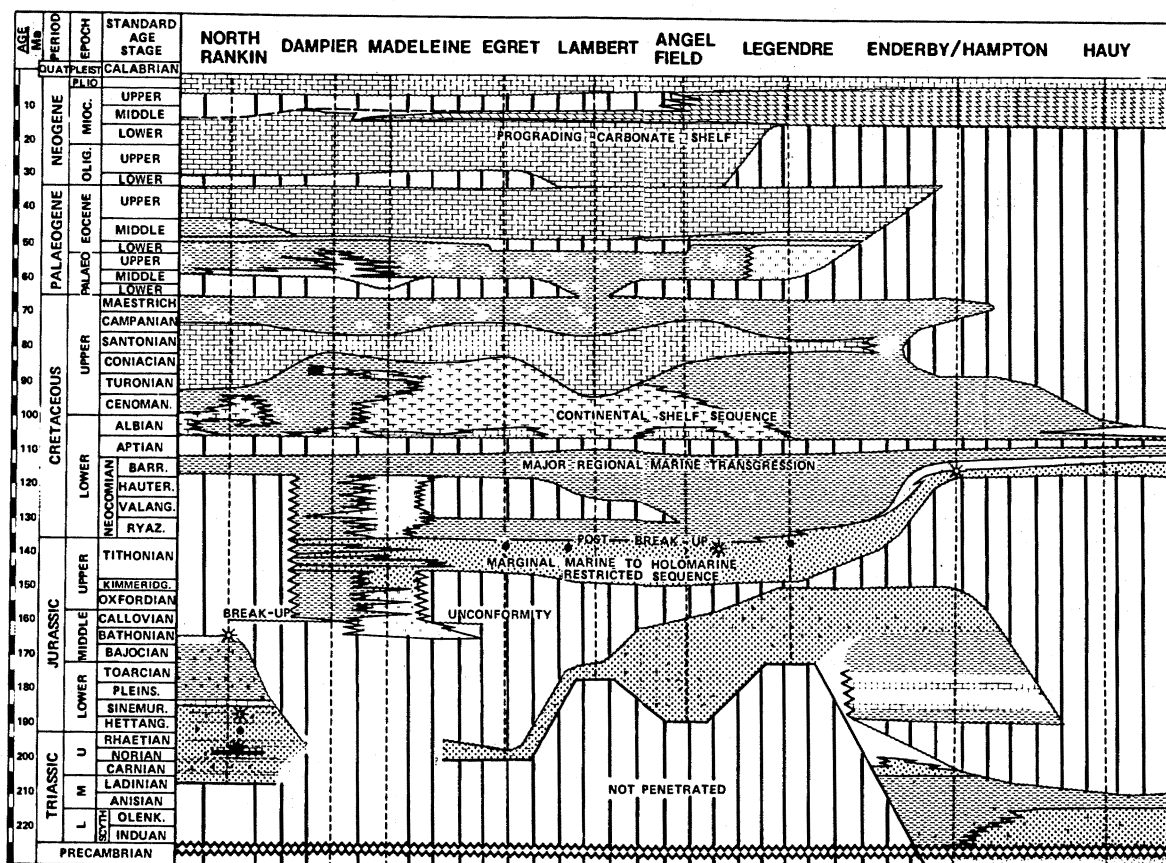 AGE
Ma
PERIOD
EPOCH
STANDARD
AGE
STAGE
NORTH
RANKIN
DAMPIER
MADELEINE
EGRET
LAMBERT
ANGEL
FIELD
LEGENDRE
ENDERBY/HAMPTON
HAUY
QUAT
PLEIST
CALABRIAN
PLIO
NEOGENE
MIOC.
UPPER
MIDDLE
LOWER
OLIG.
UPPER
LOWER
PALAEOGENE
EOCENE
UPPER
MIDDLE
LOWER
PALAEO
UPPER
MIDDLE
LOWER
CRETACEOUS
UPPER
MAESTRICH
CAMPANIAN
SANTONIAN
CONIACIAN
TURONIAN
CENOMAN.
LOWER
ALBIAN
APTIAN
NEOCOMIAN
BARR.
HAUTER.
VALANG.
RYAZ.
JURASSIC
UPPER
TITHONIAN
KIMMERIOG.
OXFORDIAN
MIDDLE
CALLOVIAN
BATHONIAN
BAJOCIAN
LOWER
TOARCIAN
PLEINS.
SINEMUR.
HETTANG.
TRIASSIC
U
RHAETIAN
NORIAN
CARNIAN
M
LADINIAN
ANISIAN
L
SCYTH
OLENK.
INDUAN
PRECAMBRIAN
10
20
30
40
50
60
70
80
90
100
110
120
130
140
150
160
170
180
190
200
210
220
PROGRADING CARBONATE SHELF
CONTINENTAL SHELF SEQUENCE
MAJOR REGIONAL MARINE TRANSGRESSION
POST BREAK-UP
MARGINAL MARINE TO HOLOMARINE
RESTRICTED SEQUENCE
BREAK-UP
UNCONFORMITY
NOT PENETRATED